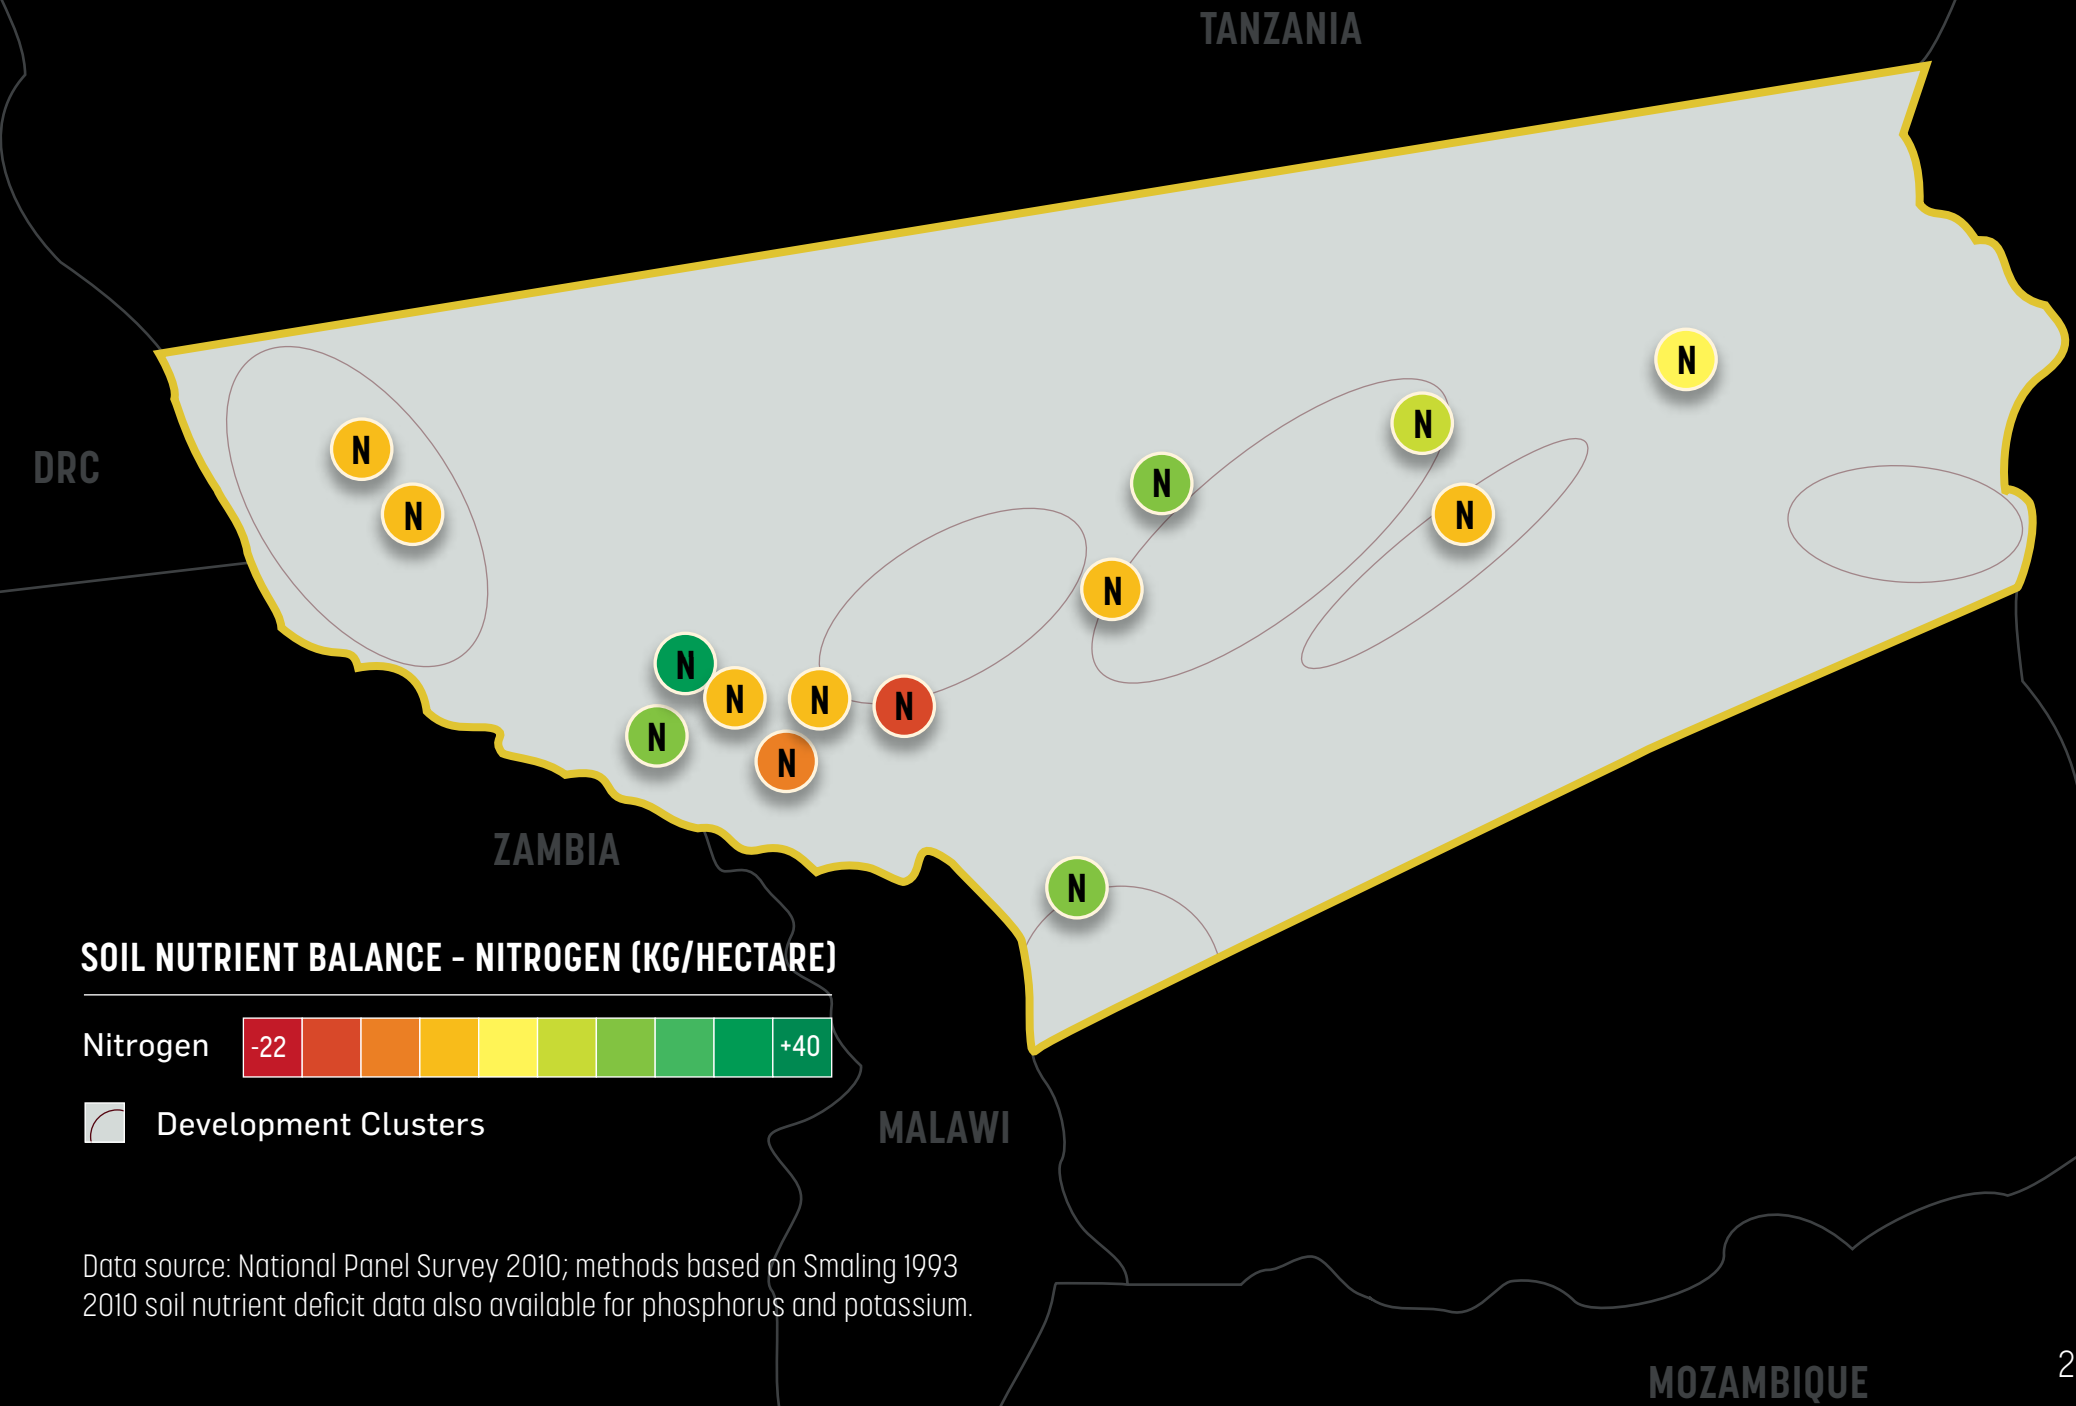 TANZANIA
N
N
N
N
DRC
N
N
N
N
N
N
N
N
N
N
ZAMBIA
N
SOIL NUTRIENT BALANCE - NITROGEN (KG/HECTARE)
Nitrogen -22 +40
Development Clusters
MALAWI
Data source: National Panel Survey 2010; methods based on Smaling 1993
2010 soil nutrient deficit data also available for phosphorus and potassium.
2
MOZAMBIQUE